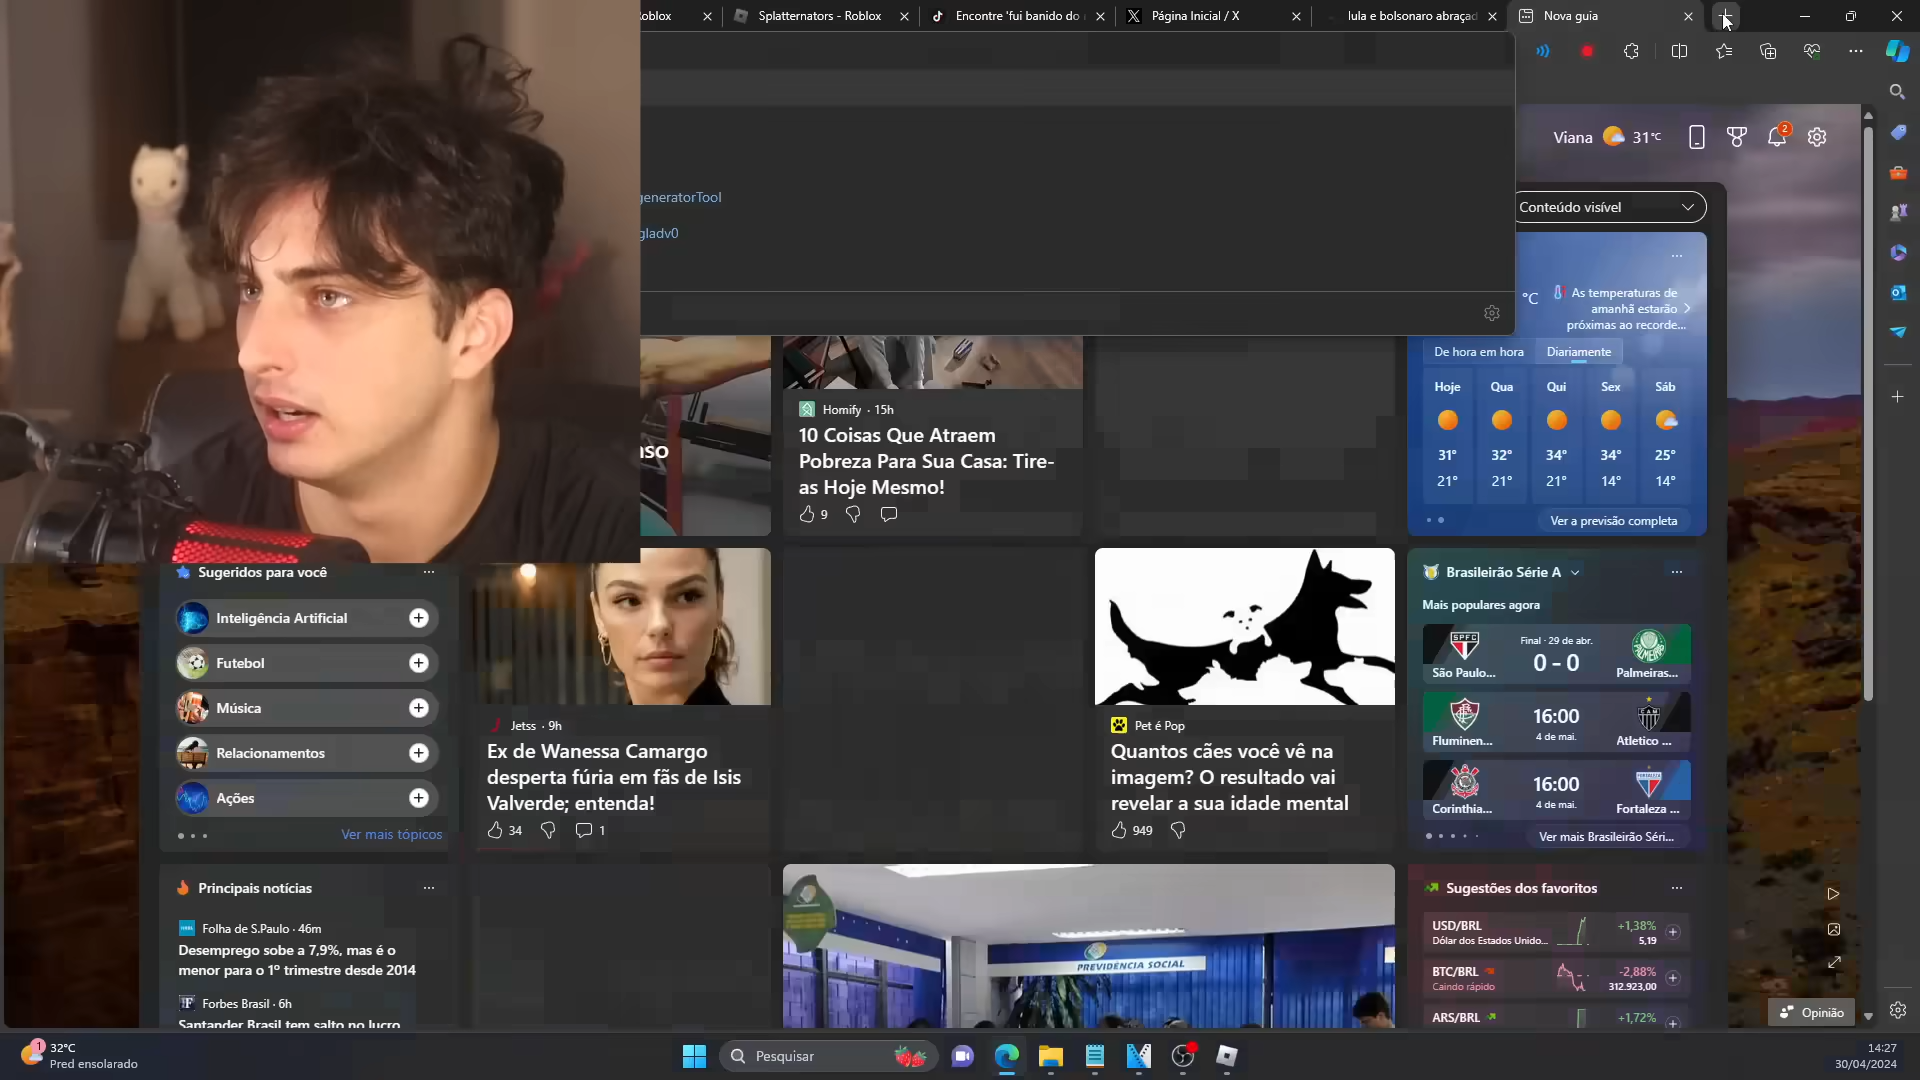 oblox
Splatternators - Roblox
Encontre 'fui banido do
Página Inicial / X
lula e bolsonaro abraçad
Nova guia
Viana
31°C
2
generatorTool
gladv0
Conteúdo visível
°C
As temperaturas de
amanhã estarão
próximas ao recorde...
De hora em hora
Diariamente
Hoje
Qua
Qui
Sex
Sáb
31°
32°
34°
34°
25°
21°
21°
21°
14°
14°
Ver a previsão completa
nso
Homify · 15h
10 Coisas Que Atraem
Pobreza Para Sua Casa: Tire-
as Hoje Mesmo!
9
Sugeridos para você
Inteligência Artificial
Futebol
Música
Relacionamentos
Ações
Ver mais tópicos
Jetss · 9h
Ex de Wanessa Camargo
desperta fúria em fãs de Isis
Valverde; entenda!
34
1
Pet é Pop
Quantos cães você vê na
imagem? O resultado vai
revelar a sua idade mental
949
Brasileirão Série A
Mais populares agora
SPFC
São Paulo...
Final · 29 de abr.
0 - 0
Palmeiras...
Fluminen...
16:00
4 de mai.
CAM
Atletico ...
Corinthia...
16:00
4 de mai.
FORTALEZA
Fortaleza ...
Ver mais Brasileirão Séri...
Principais notícias
Folha de S.Paulo · 46m
Desemprego sobe a 7,9%, mas é o
menor para o 1º trimestre desde 2014
Forbes Brasil · 6h
Santander Brasil tem salto no lucro
PREVIDÊNCIA SOCIAL
Sugestões dos favoritos
USD/BRL
Dólar dos Estados Unido...
+1,38%
5,19
BTC/BRL
Caindo rápido
-2,88%
312.923,00
ARS/BRL
+1,72%
Opinião
1
32°C
Pred ensolarado
Pesquisar
14:27
30/04/2024